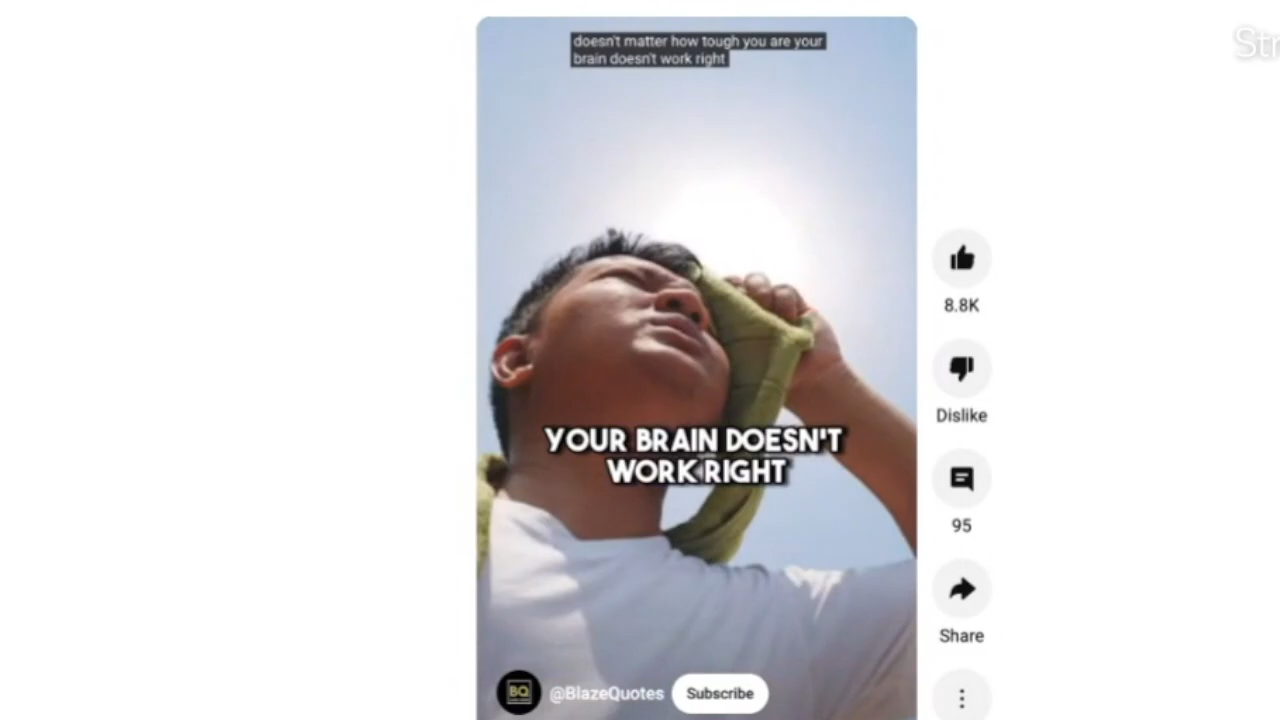 doesn't matter how tough you are your
brain doesn't work right
Str
8.8K
Dislike
YOUR BRAIN DOESN'T
WORK RIGHT
95
Share
BQ
@BlazeQuotes
Subscribe